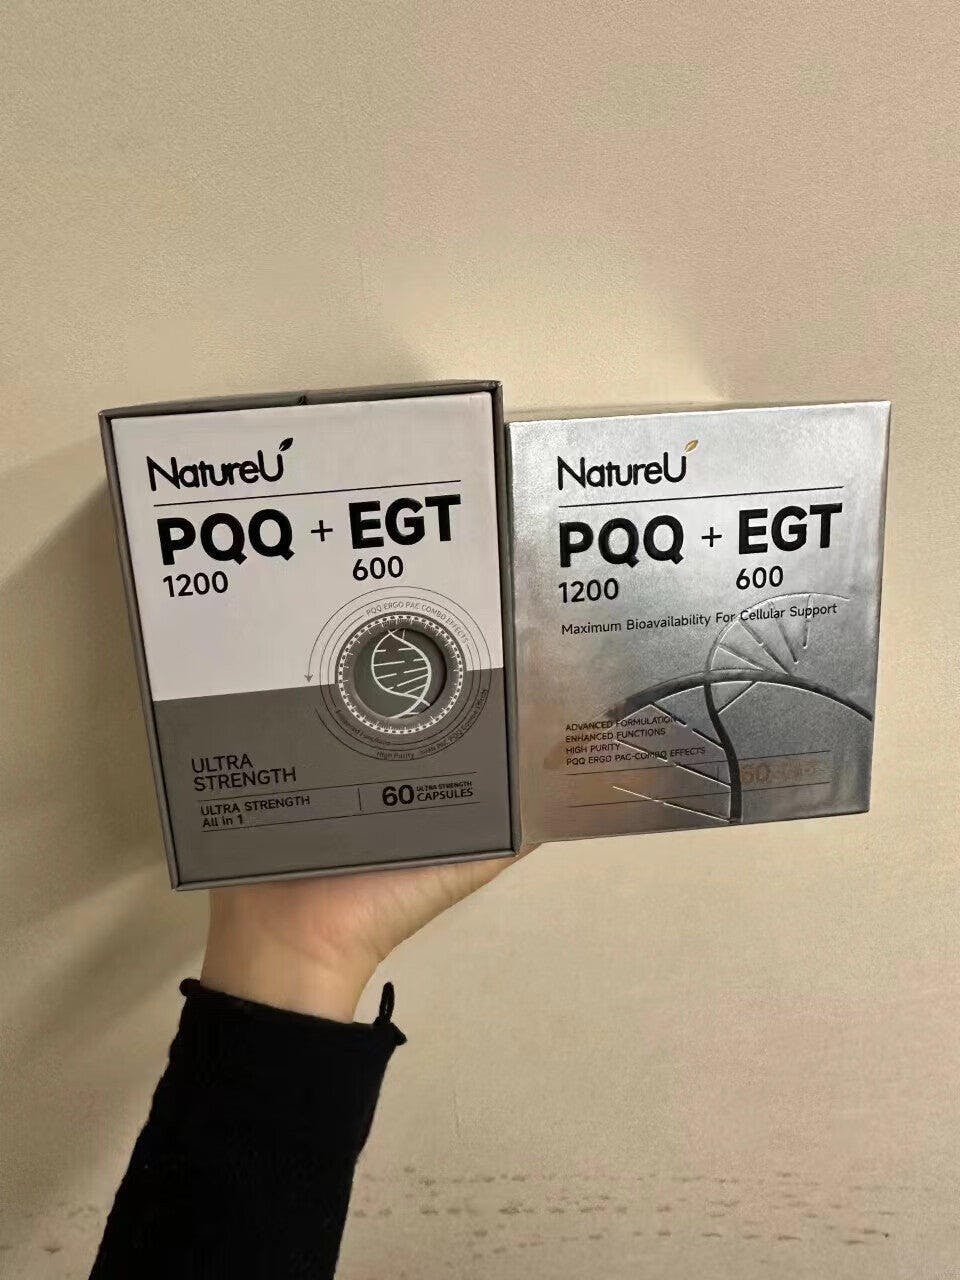 NatureU
PQQ + EGT
1200 600
PQQ ERGO PAC-COMBO EFFECTS
High Purity
ULTRA
STRENGTH
ULTRA STRENGTH
All in 1
60 ULTRA STRENGTH
CAPSULES
NatureU
PQQ + EGT
1200 600
Maximum Bioavailability For Cellular Support
ADVANCED FORMULATION
ENHANCED FUNCTIONS
HIGH PURITY
PQQ ERGO PAC-COMBO EFFECTS
60